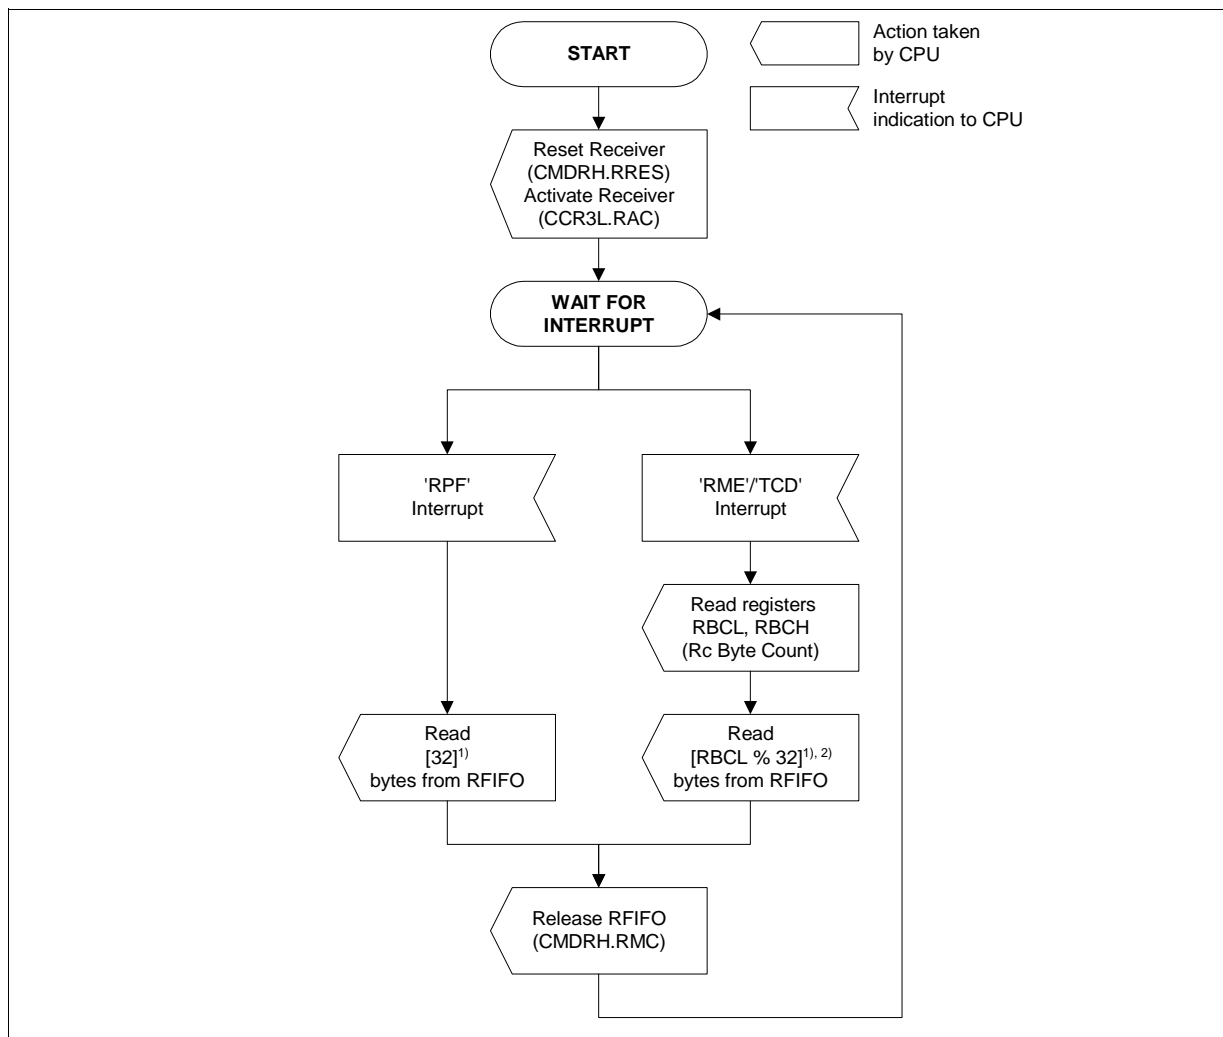 START
Action taken
by CPU
Interrupt
indication to CPU
Reset Receiver
(CMDRH.RRES)
Activate Receiver
(CCR3L.RAC)
WAIT FOR
INTERRUPT
'RPF'
Interrupt
'RME'/'TCD'
Interrupt
Read registers
RBCL, RBCH
(Rc Byte Count)
Read
[32]1)
bytes from RFIFO
Read
[RBCL % 32]1), 2)
bytes from RFIFO
Release RFIFO
(CMDRH.RMC)